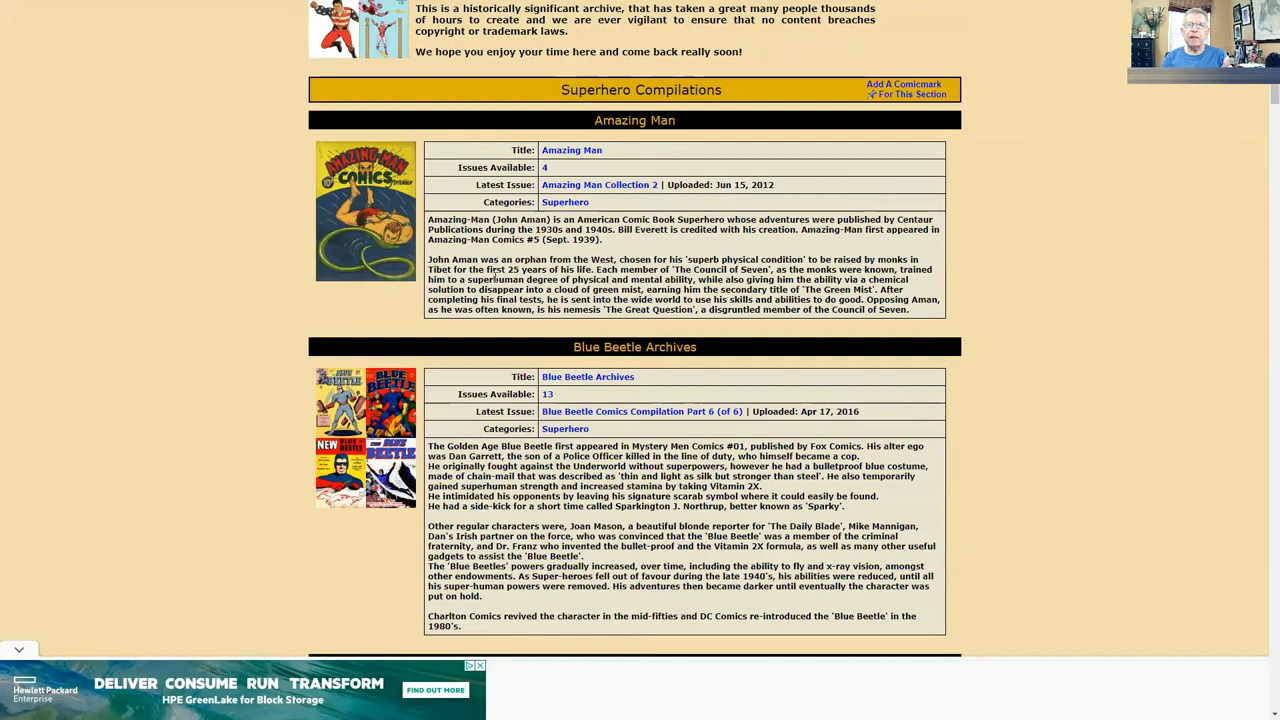 This is a historically significant archive, that has taken a great many people thousands
of hours to create and we are ever vigilant to ensure that no content breaches
copyright or trademark laws.
We hope you enjoy your time here and come back really soon!
Superhero Compilations
Add A Comicmark
For This Section
Amazing Man
AMAZING-MAN
COMICS
Title: Amazing Man
Issues Available: 4
Latest Issue: Amazing Man Collection 2 | Uploaded: Jun 15, 2012
Categories: Superhero
Amazing-Man (John Aman) is an American Comic Book Superhero whose adventures were published by Centaur
Publications during the 1930s and 1940s. Bill Everett is credited with his creation. Amazing-Man first appeared in
Amazing-Man Comics #5 (Sept. 1939).
John Aman was an orphan from the West, chosen for his 'superb physical condition' to be raised by monks in
Tibet for the first 25 years of his life. Each member of 'The Council of Seven', as the monks were known, trained
him to a superhuman degree of physical and mental ability, while also giving him the ability via a chemical
solution to disappear into a cloud of green mist, earning him the secondary title of 'The Green Mist'. After
completing his final tests, he is sent into the wide world to use his skills and abilities to do good. Opposing Aman,
as he was often known, is his nemesis 'The Great Question', a disgruntled member of the Council of Seven.
Blue Beetle Archives
BLUE
BEETLE
NEW BLUE
BEETLE
Title: Blue Beetle Archives
Issues Available: 13
Latest Issue: Blue Beetle Comics Compilation Part 6 (of 6) | Uploaded: Apr 17, 2016
Categories: Superhero
The Golden Age Blue Beetle first appeared in Mystery Men Comics #01, published by Fox Comics. His alter ego
was Dan Garrett, the son of a Police Officer killed in the line of duty, who himself became a cop.
He originally fought against the Underworld without superpowers, however he had a bulletproof blue costume,
made of chain-mail that was described as 'thin and light as silk but stronger than steel'. He also temporarily
gained superhuman strength and increased stamina by taking Vitamin 2X.
He intimidated his opponents by leaving his signature scarab symbol where it could easily be found.
He had a side-kick for a short time called Sparkington J. Northrup, better known as 'Sparky'.
Other regular characters were, Joan Mason, a beautiful blonde reporter for 'The Daily Blade', Mike Mannigan,
Dan's Irish partner on the force, who was convinced that the 'Blue Beetle' was a member of the criminal
fraternity, and Dr. Franz who invented the bullet-proof and the Vitamin 2X formula, as well as many other useful
gadgets to assist the 'Blue Beetle'.
The 'Blue Beetles' powers gradually increased, over time, including the ability to fly and x-ray vision, amongst
other endowments. As Super-heroes fell out of favour during the late 1940's, his abilities were reduced, until all
his super-human powers were removed. His adventures then became darker until eventually the character was
put on hold.
Charlton Comics revived the character in the mid-fifties and DC Comics re-introduced the 'Blue Beetle' in the
1980's.
Hewlett Packard
Enterprise
DELIVER CONSUME RUN TRANSFORM
HPE GreenLake for Block Storage
FIND OUT MORE